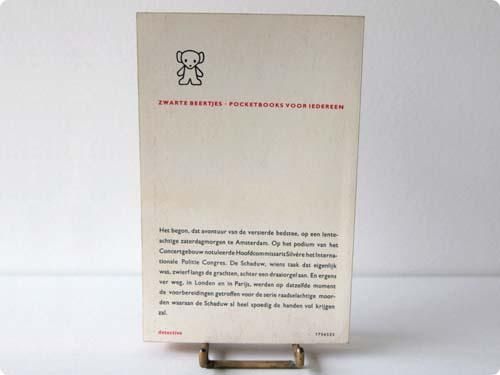 ZWARTE BEERTJES · POCKETBOOKS VOOR IEDEREEN
Het begon, dat avontuur van de versierde bedstee, op een lente-
achtige zaterdagmorgen te Amsterdam. Op het podium van het
Concertgebouw notuleerde Hoofdcommissaris Silvère het Interna-
tionale Politie Congres. De Schaduw, wiens taak dat eigenlijk
was, zwierf langs de grachten, achter een draaiorgel aan. En ergens
ver weg, in Londen en in Parijs, werden op datzelfde moment
de voorbereidingen getroffen voor de serie raadselachtige moor-
den waaraan de Schaduw al heel spoedig de handen vol krijgen
zal.
detective